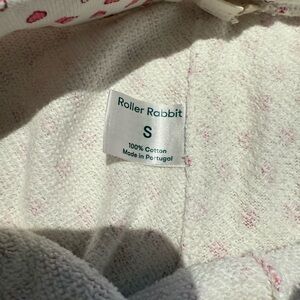 Roller Rabbit
S
100% Cotton
Made in Portugal